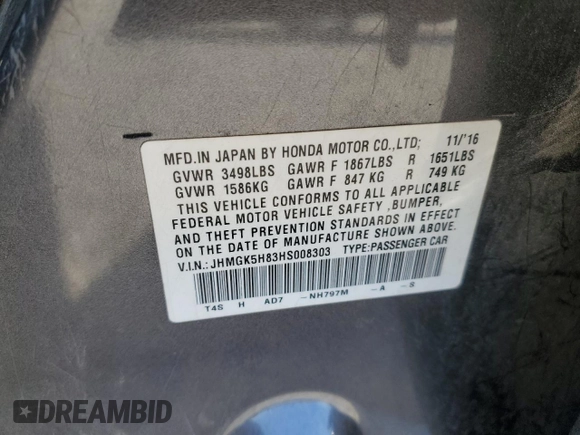 MFD.IN JAPAN BY HONDA MOTOR CO.,LTD; 11/'16
GVWR 3498LBS GAWR F 1867LBS R 1651LBS
GVWR 1586KG GAWR F 847 KG R 749 KG
THIS VEHICLE CONFORMS TO ALL APPLICABLE
FEDERAL MOTOR VEHICLE SAFETY ,BUMPER,
AND THEFT PREVENTION STANDARDS IN EFFECT
ON THE DATE OF MANUFACTURE SHOWN ABOVE.
V.I.N.:JHMGK5H83HS008303 TYPE:PASSENGER CAR
T4S H AD7 -NH797M -A -S
DREAMBID